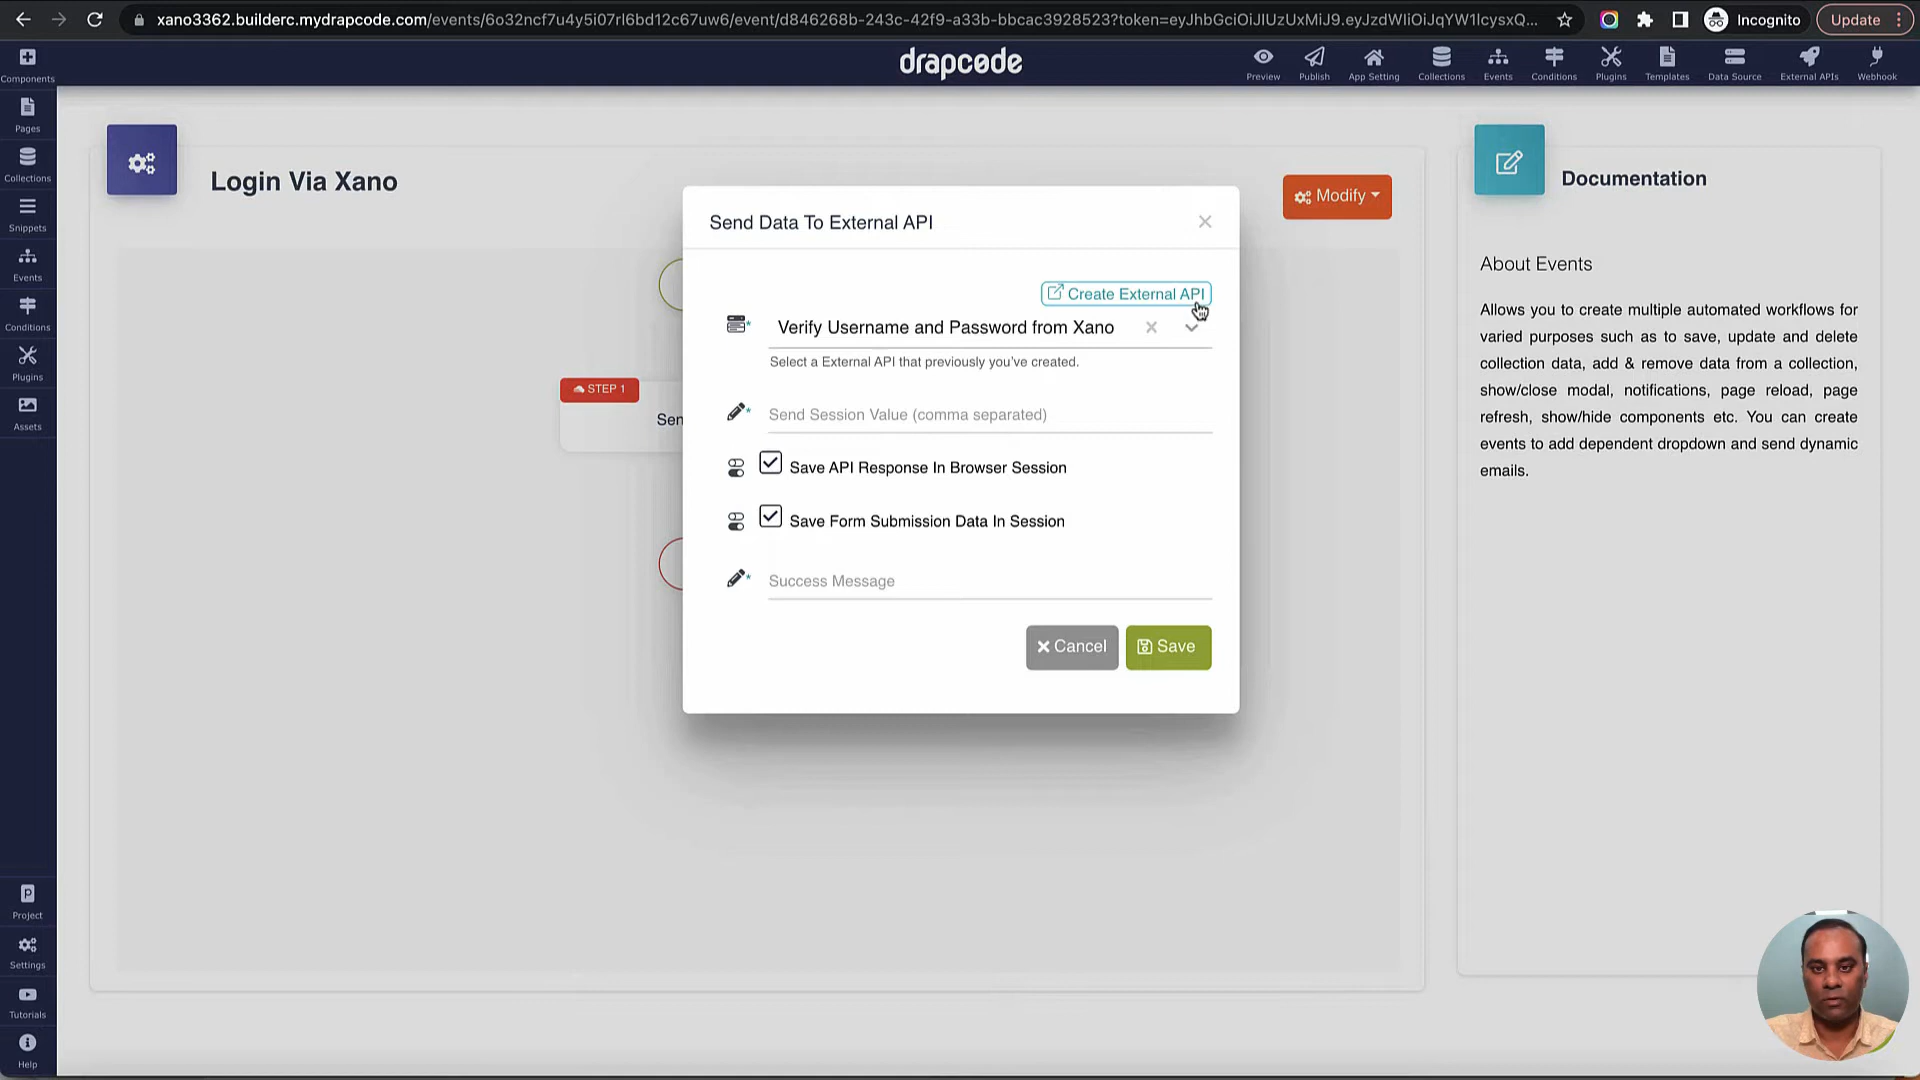 xano3362.builderc.mydrapcode.com/events/6o32ncf7u4y5i07rl6bd12c67uw6/event/d846268b-243c-42f9-a33b-bbcac3928523?token=eyJhbGciOiJIUzUxMiJ9.eyJzdWIiOiJqYW1lcysxQ...
Incognito
Update
Components
drapcode
Preview
Publish
App Setting
Collections
Events
Conditions
Plugins
Templates
Data Source
External APIs
Webhook
Pages
Collections
Snippets
Events
Conditions
Plugins
Assets
Project
Settings
Tutorials
Help
Login Via Xano
Modify
STEP 1
Sen
Send Data To External API
Create External API
Verify Username and Password from Xano
Select a External API that previously you've created.
Send Session Value (comma separated)
Save API Response In Browser Session
Save Form Submission Data In Session
Success Message
Cancel
Save
Documentation
About Events
Allows you to create multiple automated workflows for
varied purposes such as to save, update and delete
collection data, add & remove data from a collection,
show/close modal, notifications, page reload, page
refresh, show/hide components etc. You can create
events to add dependent dropdown and send dynamic
emails.